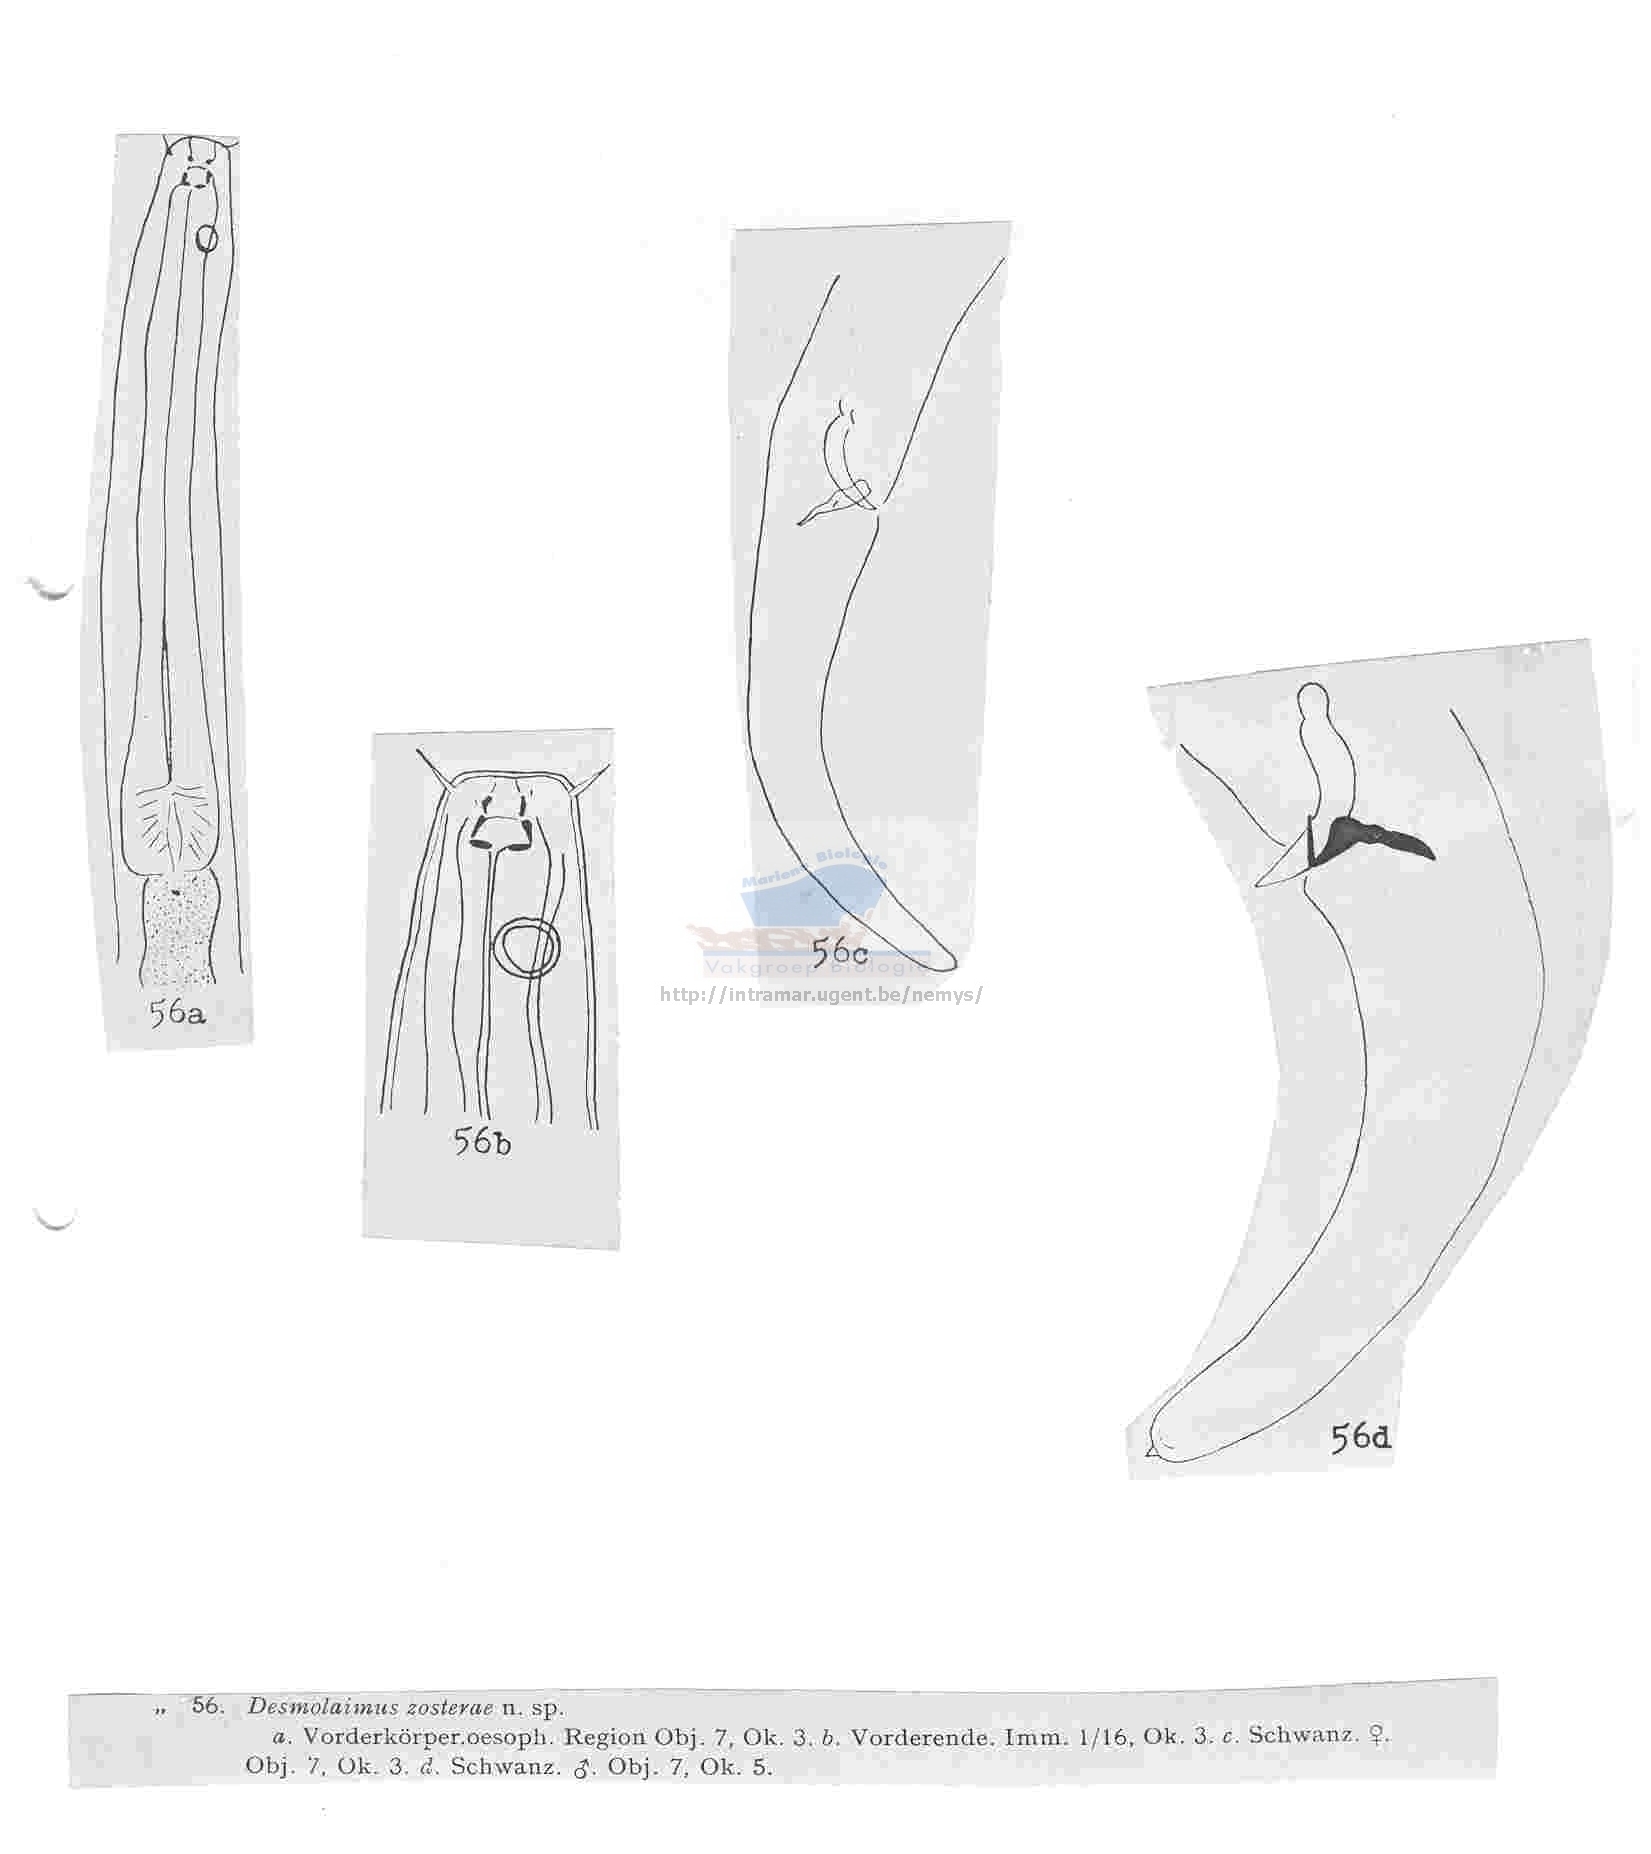 56a
56b
56c
Mariene Biologie
Vakgroep Biologie
http://intramar.ugent.be/nemys/
56d
„ 56. Desmolaimus zosterae n. sp.
a. Vorderkörper.oesoph. Region Obj. 7, Ok. 3. b. Vorderende. Imm. 1/16, Ok. 3. c. Schwanz. ♀.
Obj. 7, Ok. 3. d. Schwanz. ♂. Obj. 7, Ok. 5.